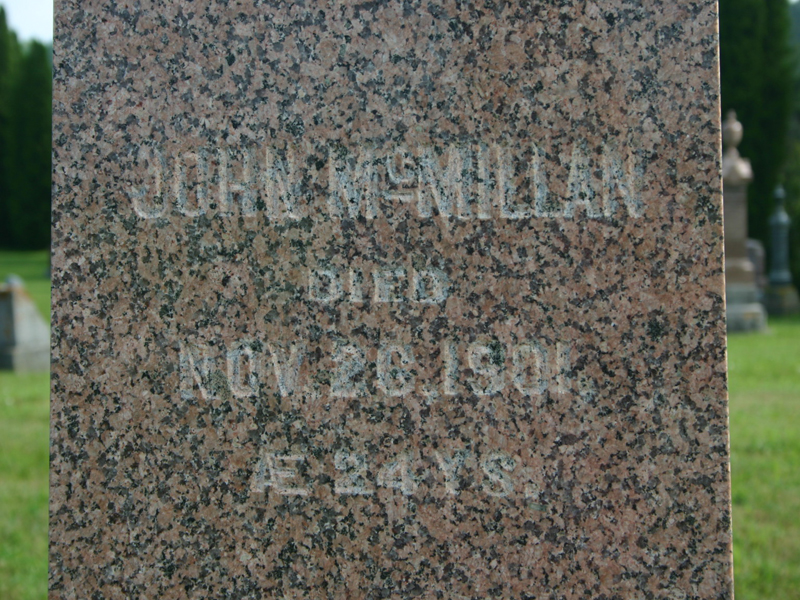 JOHN McMILLAN
DIED
NOV. 26, 1901.
Æ 24 YS.